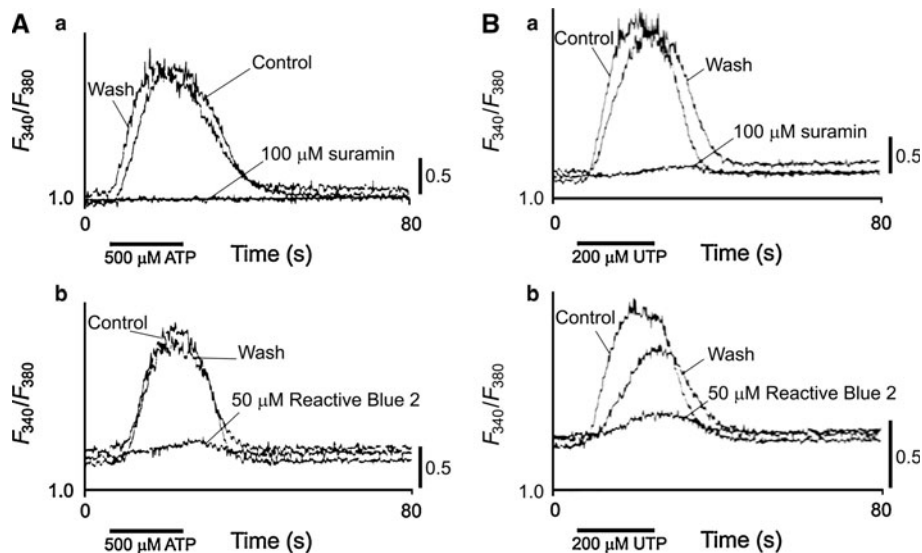 A
a
F340/F380
Wash
Control
100 μM suramin
0.5
1.0
0
80
500 μM ATP
Time (s)
b
F340/F380
Control
Wash
50 μM Reactive Blue 2
0.5
1.0
0
80
500 μM ATP
Time (s)
B
a
F340/F380
Control
Wash
100 μM suramin
0.5
1.0
0
80
200 μM UTP
Time (s)
b
F340/F380
Control
Wash
50 μM Reactive Blue 2
0.5
1.0
0
80
200 μM UTP
Time (s)